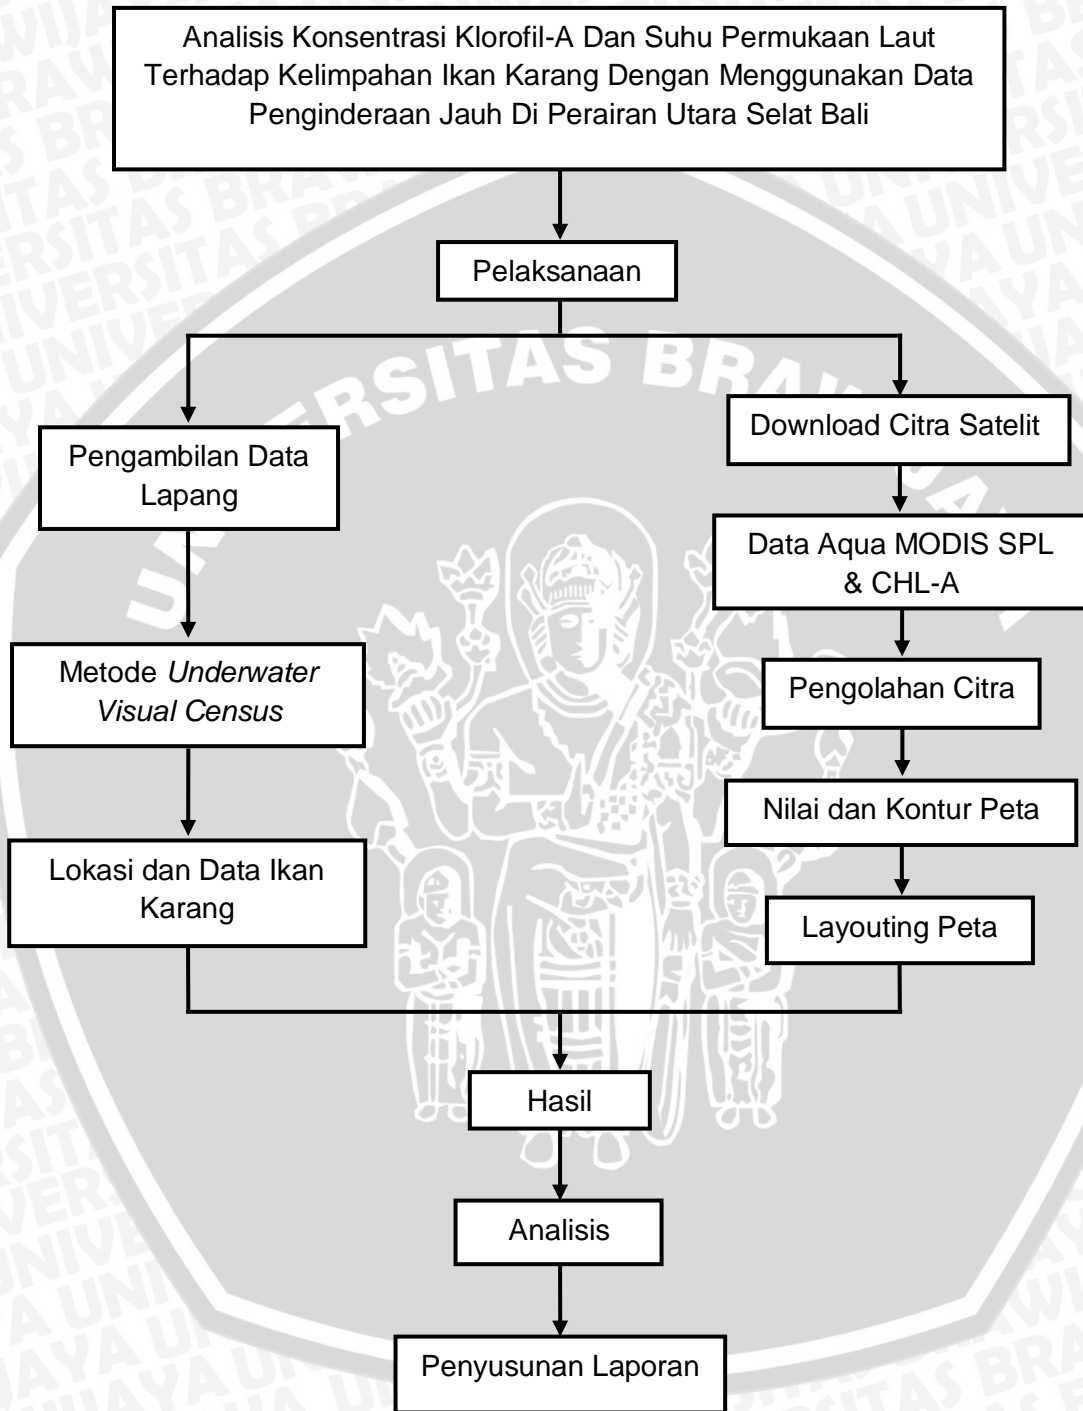 Analisis Konsentrasi Klorofil-A Dan Suhu Permukaan Laut
Terhadap Kelimpahan Ikan Karang Dengan Menggunakan Data
Penginderaan Jauh Di Perairan Utara Selat Bali
Pelaksanaan
Pengambilan Data
Lapang
Metode Underwater
Visual Census
Lokasi dan Data Ikan
Karang
Download Citra Satelit
Data Aqua MODIS SPL
& CHL-A
Pengolahan Citra
Nilai dan Kontur Peta
Layouting Peta
Hasil
Analisis
Penyusunan Laporan